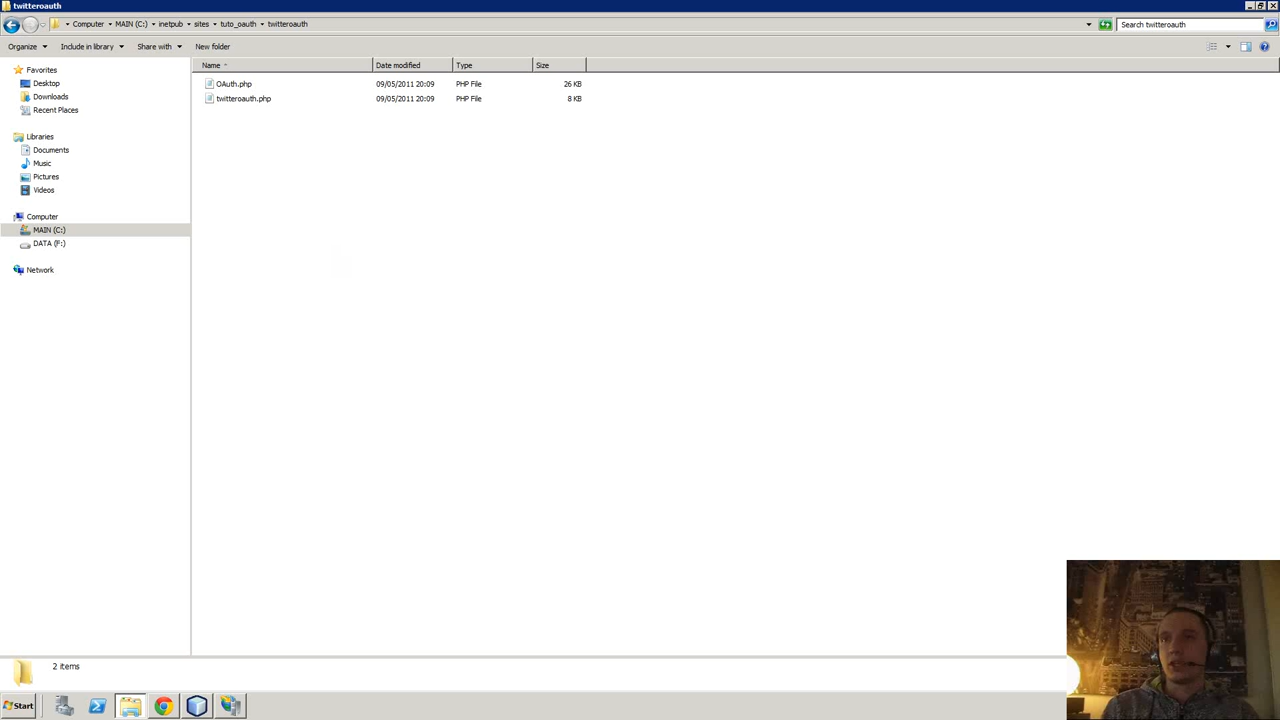 twitteroauth
Computer MAIN (C:) inetpub sites tuto_oauth twitteroauth
Search twitteroauth
Organize Include in library Share with New folder
Name Date modified Type Size
Favorites
Desktop
Downloads
Recent Places
Libraries
Documents
Music
Pictures
Videos
Computer
MAIN (C:)
DATA (F:)
Network
OAuth.php 09/05/2011 20:09 PHP File 26 KB
twitteroauth.php 09/05/2011 20:09 PHP File 8 KB
2 items
Start